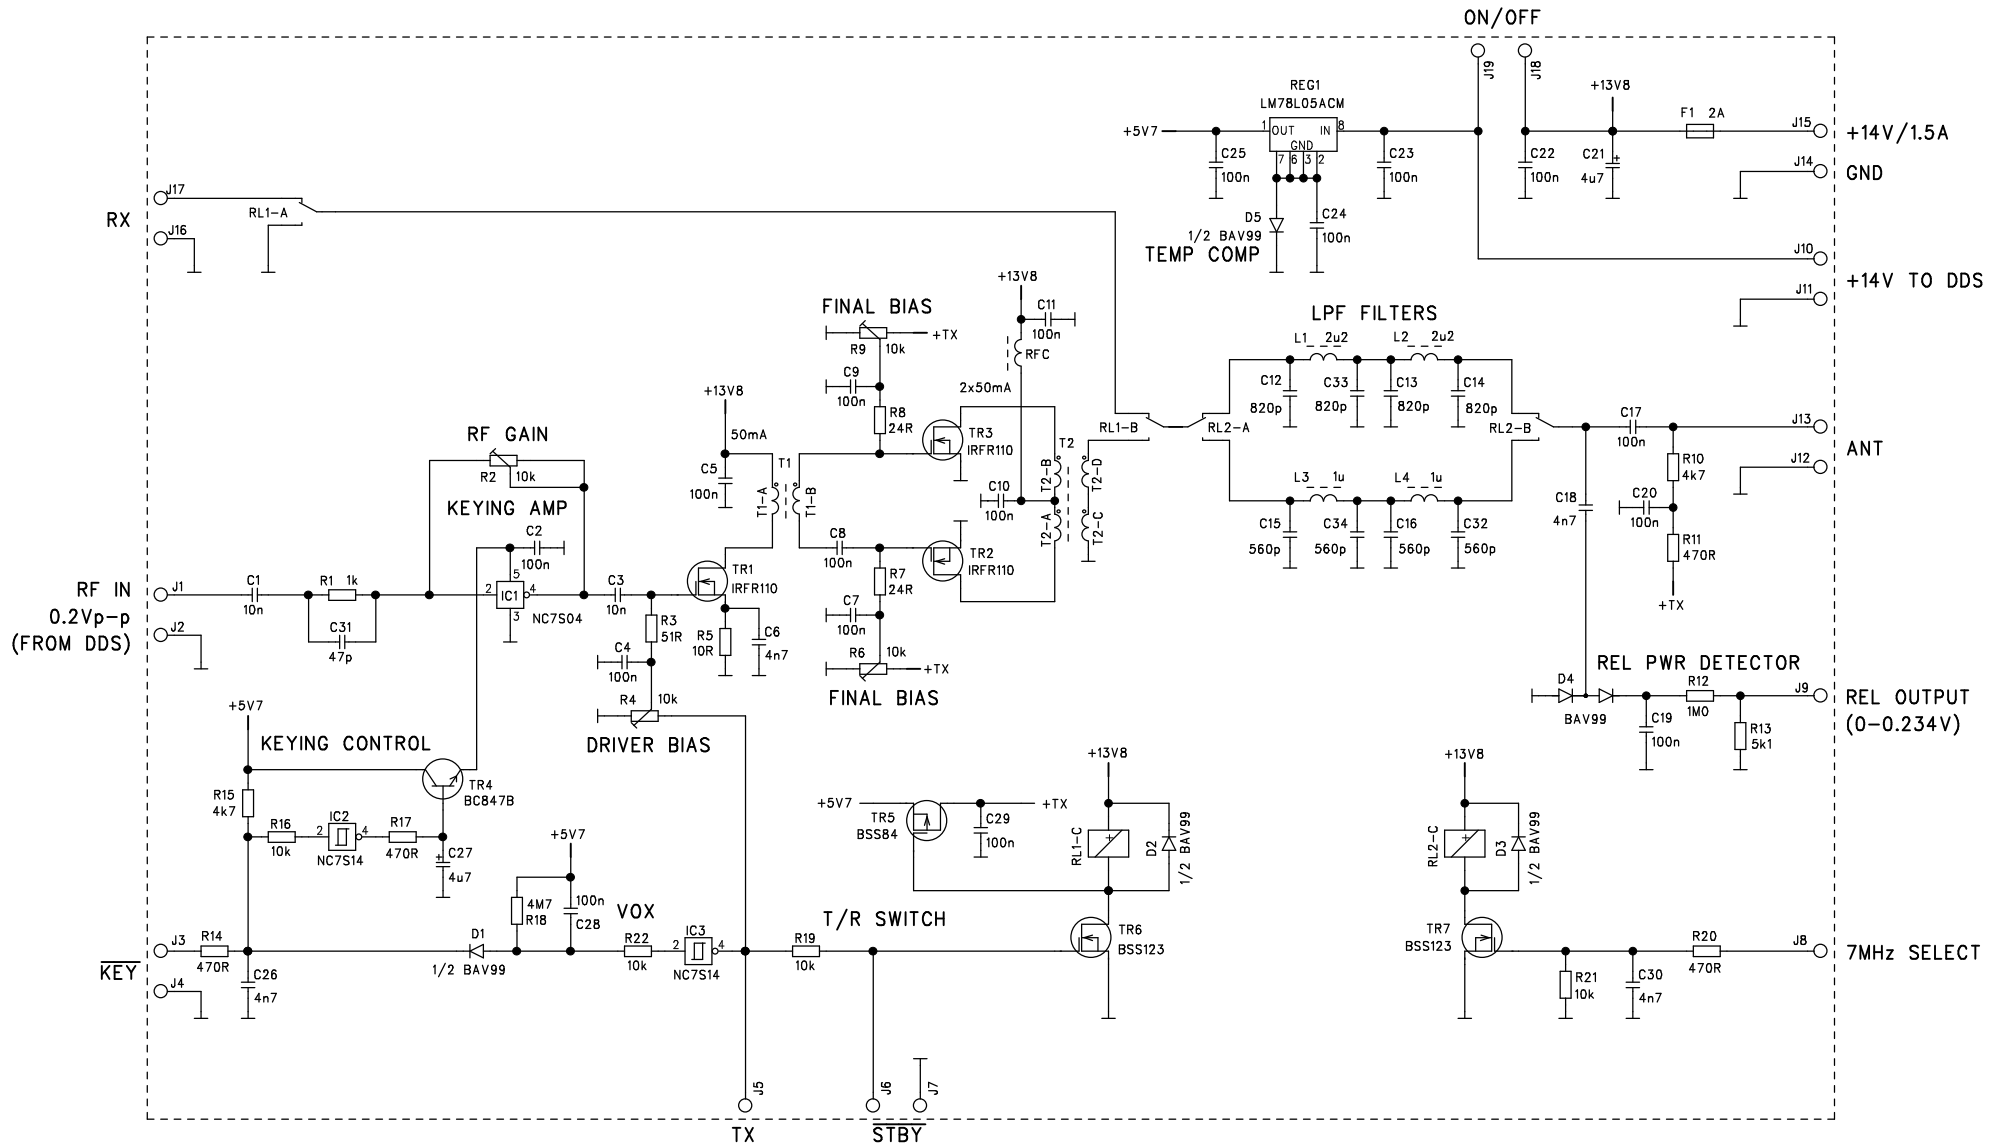 ON/OFF
J19
J18
REG1
LM78L05ACM
+13V8
F1 2A
J15
+14V/1.5A
+5V7
1
OUT
IN
8
GND
7
6
3
2
C25
100n
C23
100n
C22
100n
C21
+
4u7
J14
GND
J17
RL1-A
RX
J16
D5
1/2 BAV99
TEMP COMP
C24
100n
J10
+14V TO DDS
J11
+13V8
C11
100n
RFC
FINAL BIAS
R9
10k
+TX
C9
100n
2x50mA
LPF FILTERS
L1
2u2
L2
2u2
C12
820p
C33
820p
C13
820p
C14
820p
+13V8
50mA
R8
24R
TR3
IRFR110
RL1-B
RL2-A
RL2-B
C17
100n
J13
ANT
J12
RF GAIN
R2
10k
KEYING AMP
C5
100n
T1
T1-A
T1-B
C10
100n
T2
T2-B
T2-D
T2-A
T2-C
L3
1u
L4
1u
C15
560p
C34
560p
C16
560p
C32
560p
C18
4n7
R10
4k7
C20
100n
R11
470R
+TX
C2
100n
C8
100n
TR2
IRFR110
RF IN
0.2Vp-p
(FROM DDS)
J1
J2
C1
10n
R1
1k
C31
47p
2
5
IC1
4
3
NC7S04
C3
10n
TR1
IRFR110
R7
24R
R3
51R
R5
10R
C6
4n7
C7
100n
C4
100n
R4
10k
DRIVER BIAS
R6
10k
+TX
FINAL BIAS
REL PWR DETECTOR
D4
BAV99
R12
1M0
C19
100n
R13
5k1
J9
REL OUTPUT
(0-0.234V)
+5V7
KEYING CONTROL
TR4
BC847B
R15
4k7
R16
10k
IC2
2
4
NC7S14
R17
470R
+
C27
4u7
+5V7
TR5
BSS84
+TX
C29
100n
+13V8
RL1-C
D2
1/2 BAV99
+13V8
RL2-C
D3
1/2 BAV99
+5V7
4M7
R18
100n
C28
VOX
T/R SWITCH
J3
KEY
J4
R14
470R
C26
4n7
D1
1/2 BAV99
R22
10k
IC3
2
4
NC7S14
R19
10k
TR6
BSS123
TR7
BSS123
R21
10k
C30
4n7
R20
470R
J8
7MHz SELECT
J5
TX
J6
J7
STBY